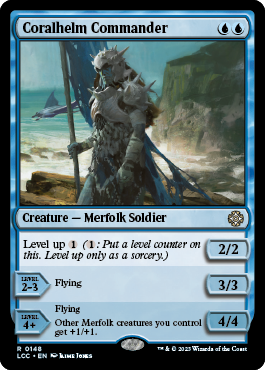 Coralhelm Commander
Creature — Merfolk Soldier
Level up 1 (1: Put a level counter on
this. Level up only as a sorcery.)
2/2
LEVEL
2-3
Flying
3/3
LEVEL
4+
Flying
Other Merfolk creatures you control
get +1/+1.
4/4
R 0148
LCC • EN JAIME JONES
™ & © 2023 Wizards of the Coast